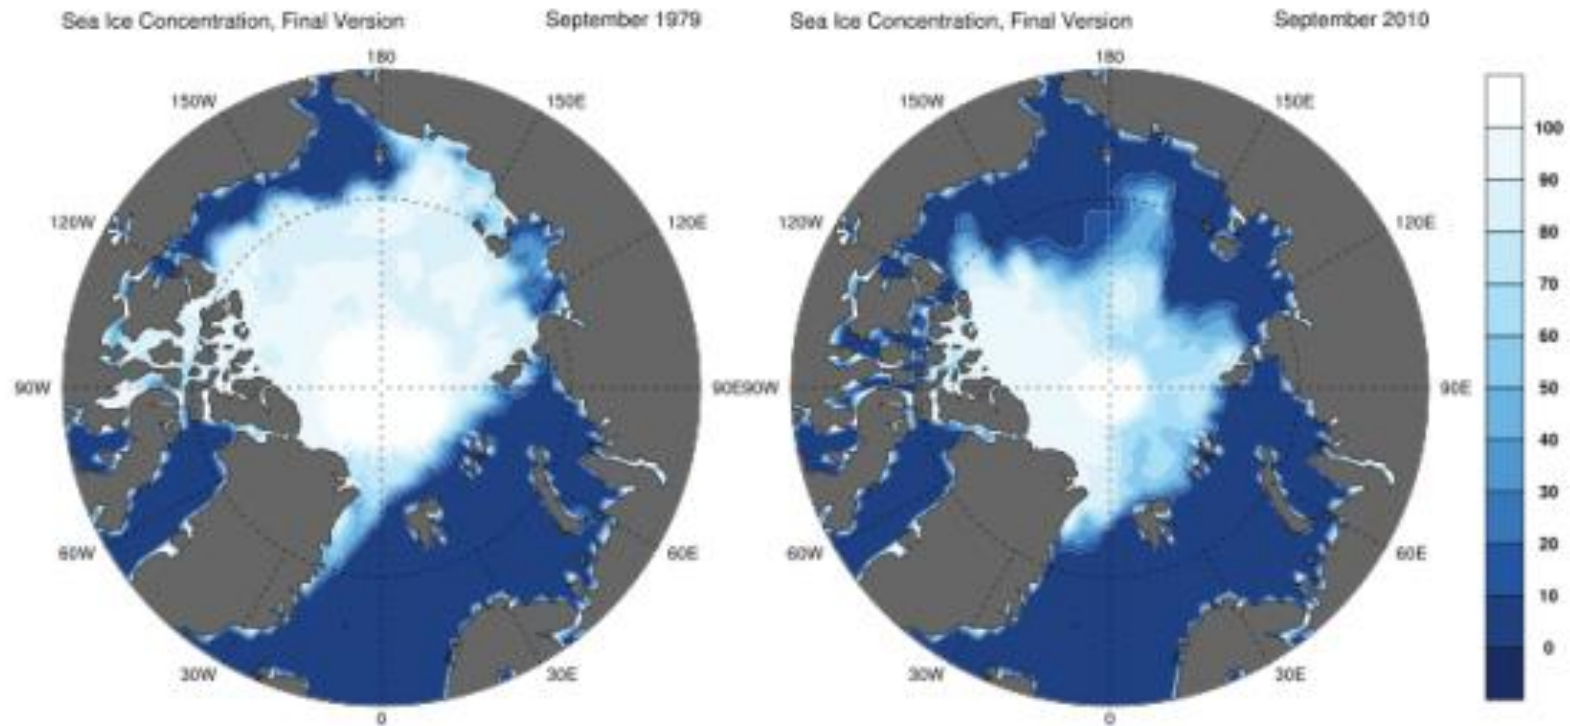 Sea Ice Concentration, Final Version September 1979
180
150W 150E
120W 120E
90W 90E
60W 60E
30W 30E
0
Sea Ice Concentration, Final Version September 2010
180
150W 150E
120W 120E
90W 90E
60W 60E
30W 30E
0
100
90
80
70
60
50
40
30
20
10
0